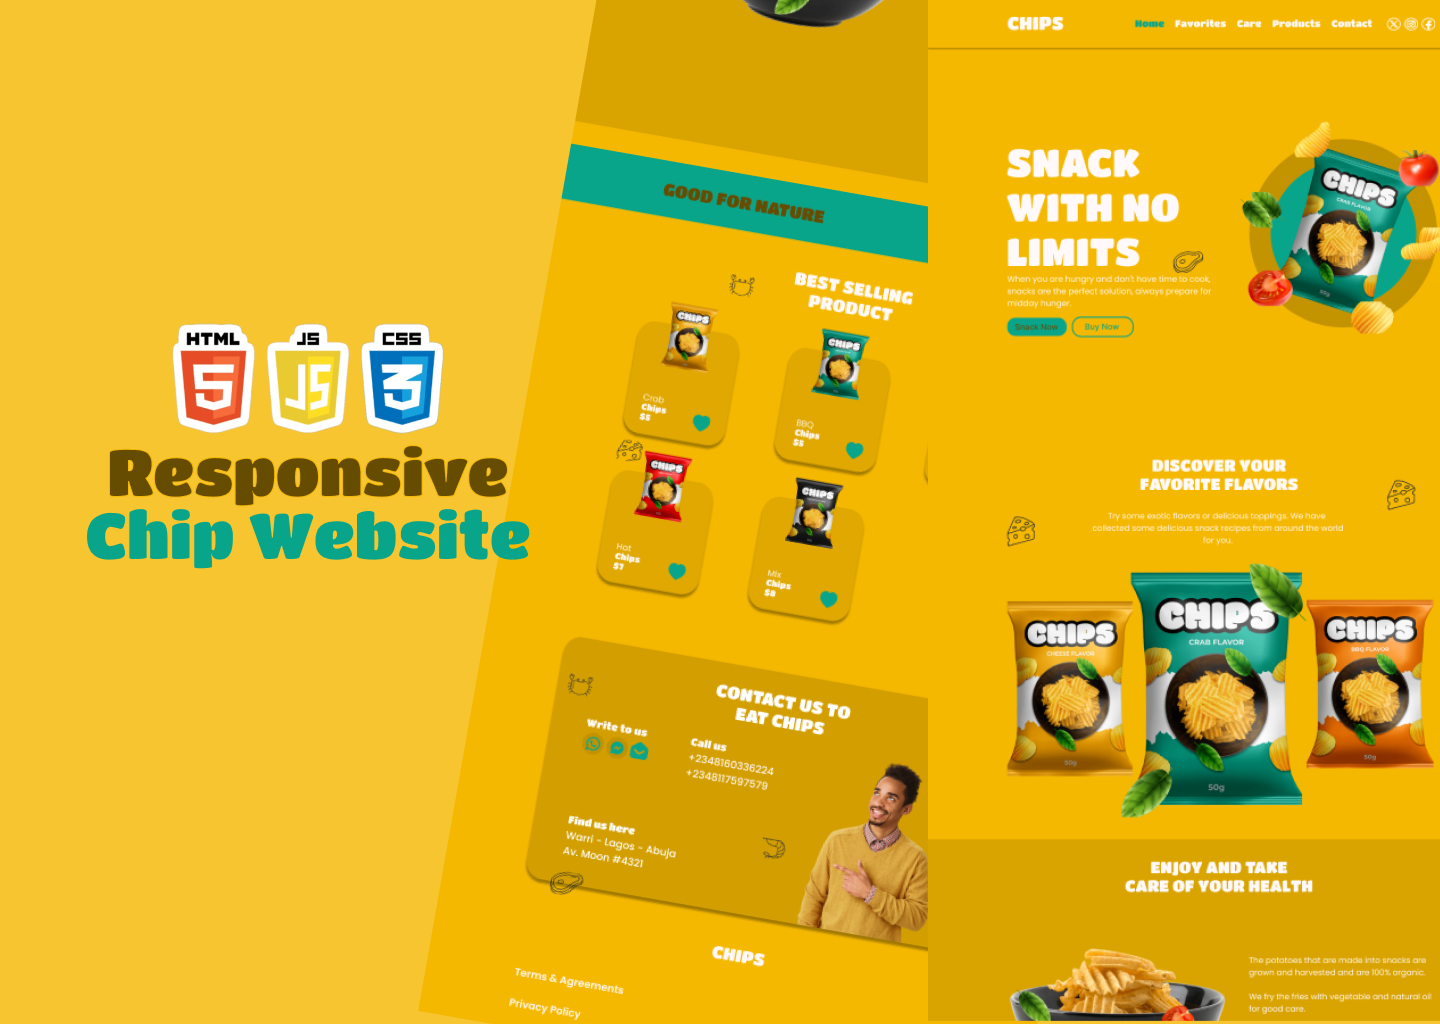 HTML
5
JS
JS
CSS
3
Responsive
Chip Website
GOOD FOR NATURE
BEST SELLING
PRODUCT
CHIPS
Crab
Chips
$5
CHIPS
BBQ
Chips
$5
CHIPS
Hot
Chips
$7
CHIPS
Mix
Chips
$8
CONTACT US TO
EAT CHIPS
Write to us
Call us
+2348160336224
+2348117597579
Find us here
Warri - Lagos - Abuja
Av. Moon #4321
CHIPS
Terms & Agreements
Privacy Policy
CHIPS
Home Favorites Care Products Contact
SNACK
WITH NO
LIMITS
When you are hungry and don't have time to cook,
snacks are the perfect solution, always prepare for
midday hunger.
Snack Now
Buy Now
CHIPS
CRAB FLAVOR
50g
DISCOVER YOUR
FAVORITE FLAVORS
Try some exotic flavors or delicious toppings. We have
collected some delicious snack recipes from around the world
for you.
CHIPS
CHEESE FLAVOR
50g
CHIPS
CRAB FLAVOR
50g
CHIPS
BBQ FLAVOR
50g
ENJOY AND TAKE
CARE OF YOUR HEALTH
The potatoes that are made into snacks are
grown and harvested and are 100% organic.
We fry the fries with vegetable and natural oil
for good care.